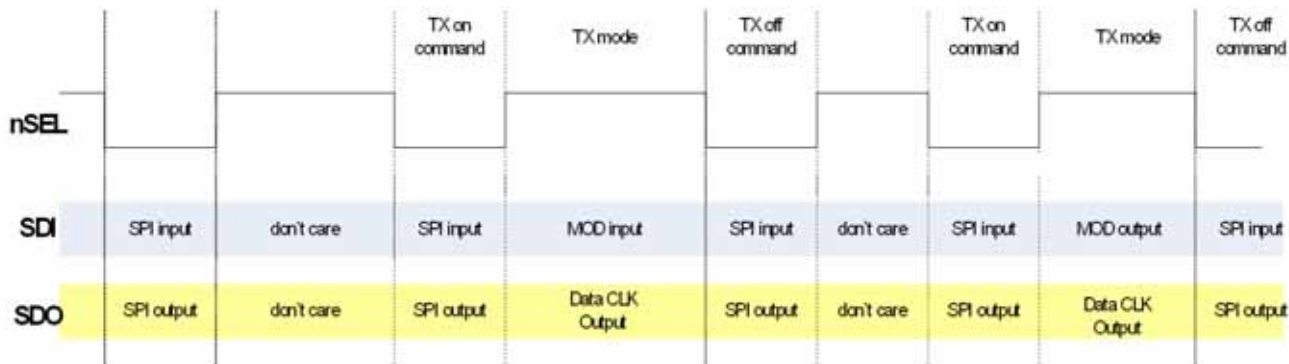 TX on command TX mode TX off command TX on command TX mode TX off command
nSEL
SDI SPI input don't care SPI input MOD input SPI input don't care SPI input MOD output SPI input
SDO SPI output don't care SPI output Data CLK Output SPI output don't care SPI output Data CLK Output SPI output